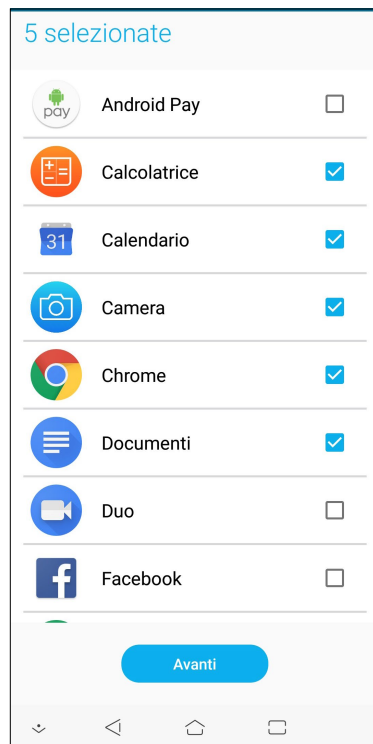 5 selezionate
pay
Android Pay
Calcolatrice
31
Calendario
Camera
Chrome
Documenti
Duo
f
Facebook
Avanti